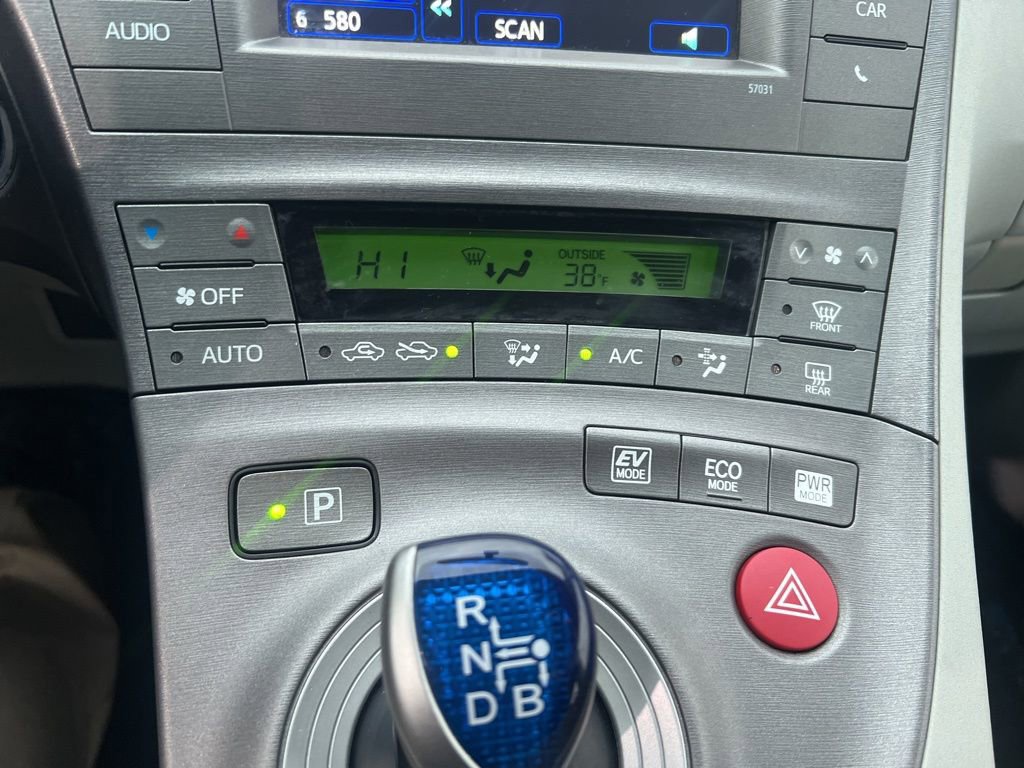 6 580
SCAN
AUDIO
CAR
57031
HI
OUTSIDE
38°F
OFF
FRONT
AUTO
A/C
REAR
EV
MODE
ECO
MODE
PWR
MODE
P
R
N
D B